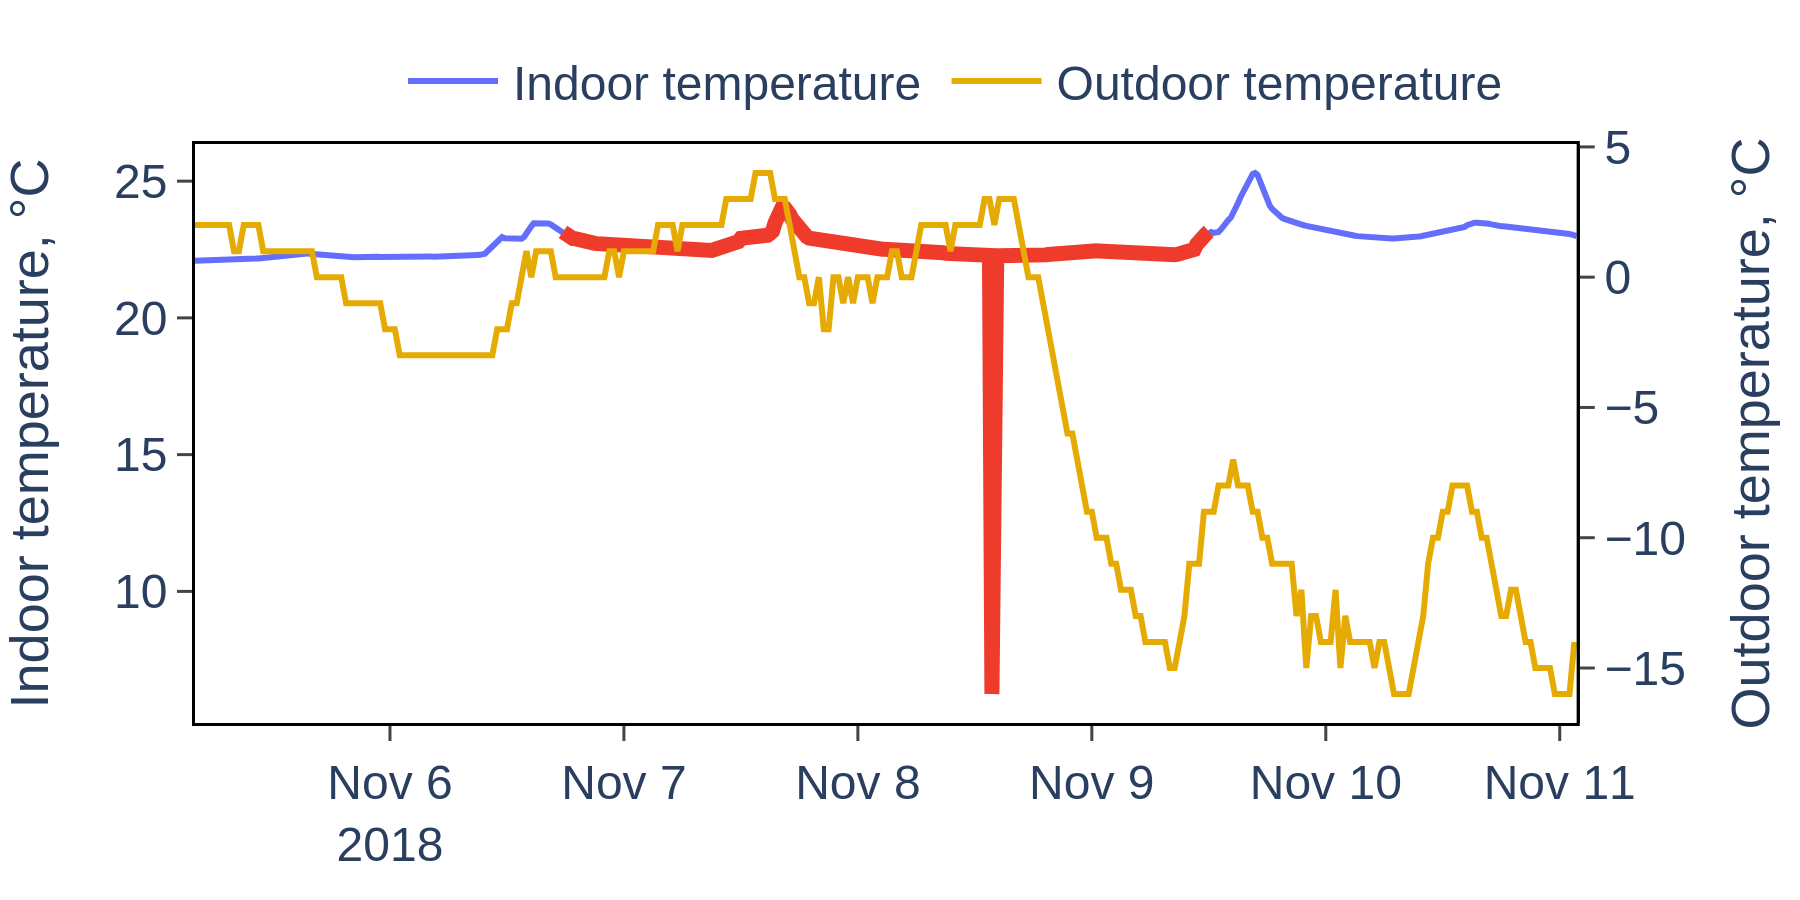 Indoor temperature
Outdoor temperature
Indoor temperature, °C
25
20
15
10
5
0
−5
−10
−15
Outdoor temperature, °C
Nov 6
2018
Nov 7
Nov 8
Nov 9
Nov 10
Nov 11